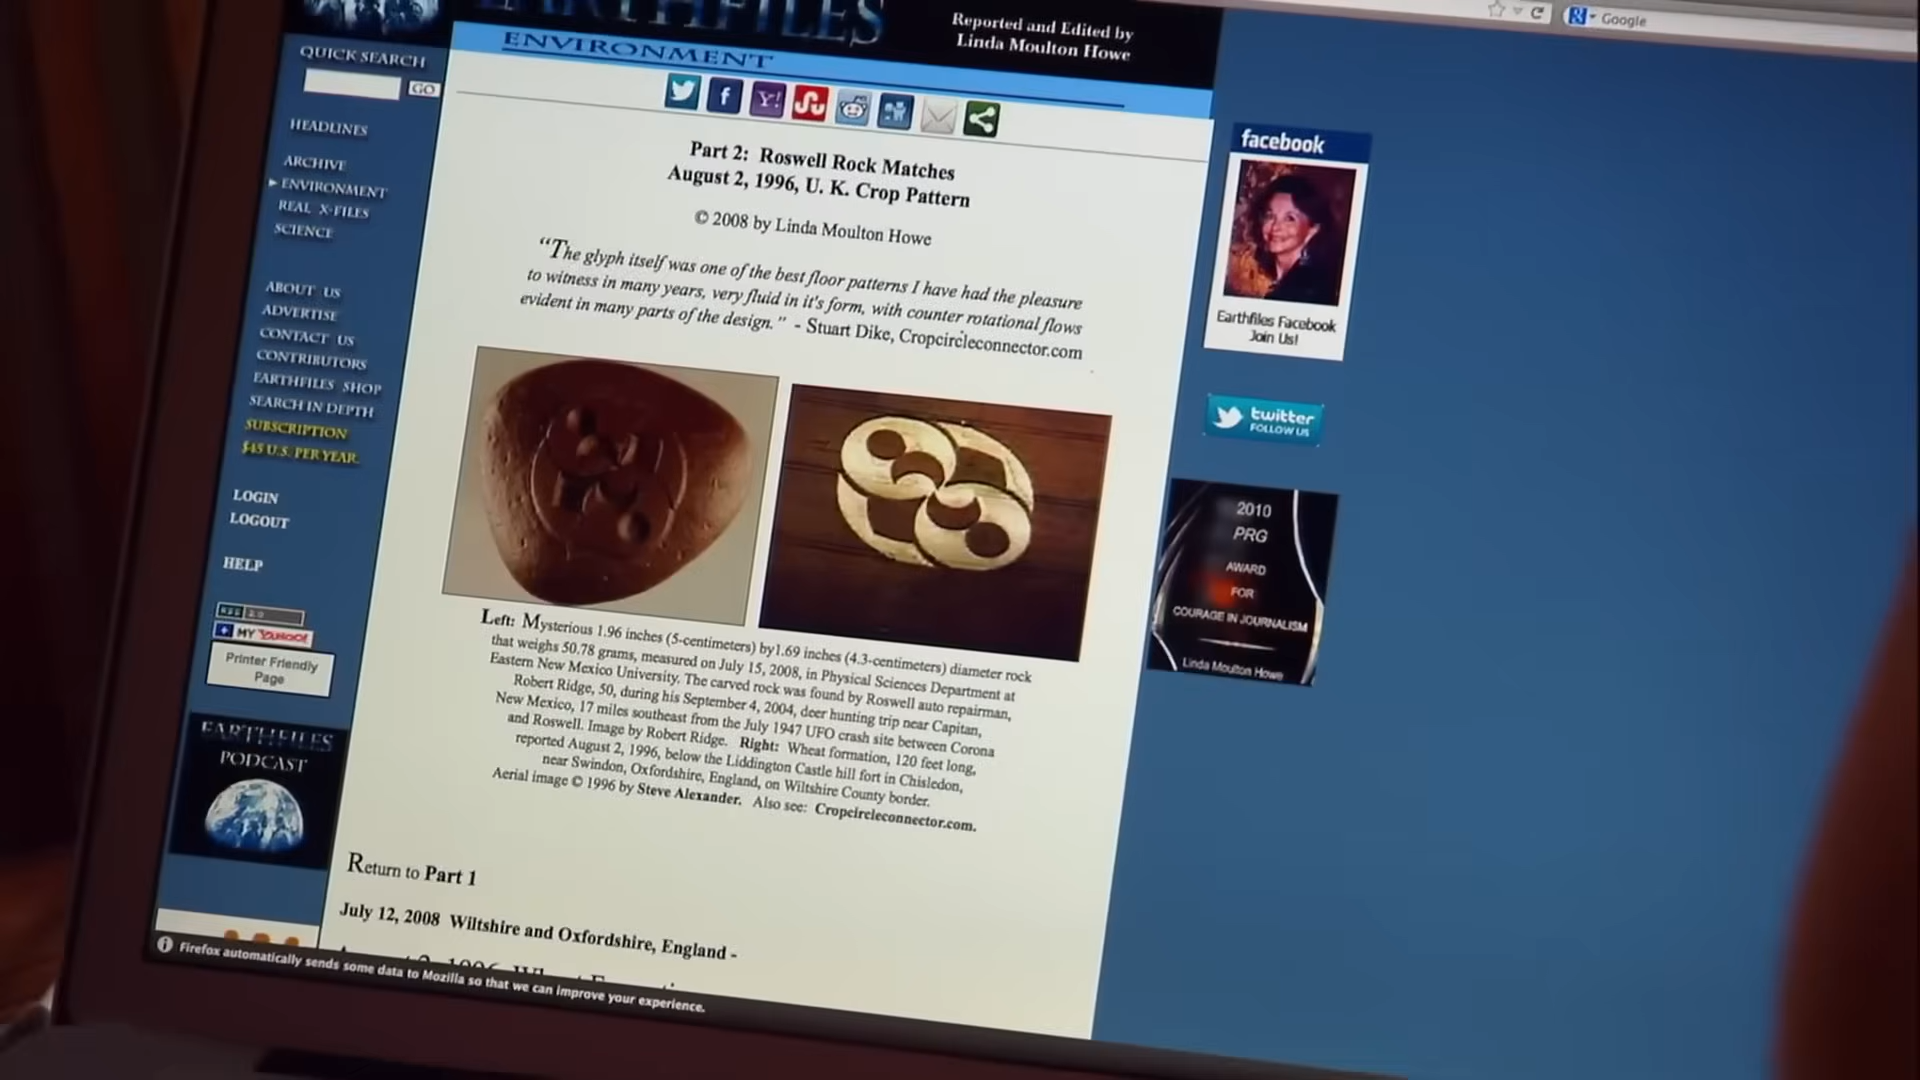 EARTHFILES
Reported and Edited by
Linda Moulton Howe
Google
ENVIRONMENT
QUICK SEARCH
GO
HEADLINES
ARCHIVE
ENVIRONMENT
REAL X-FILES
SCIENCE
ABOUT US
ADVERTISE
CONTACT US
CONTRIBUTORS
EARTHFILES SHOP
SEARCH IN DEPTH
SUBSCRIPTION
$45 U.S. PER YEAR.
LOGIN
LOGOUT
HELP
RSS 2.0
MY YAHOO!
Printer Friendly
Page
EARTHFILES
PODCAST
Part 2: Roswell Rock Matches
August 2, 1996, U. K. Crop Pattern
© 2008 by Linda Moulton Howe
“The glyph itself was one of the best floor patterns I have had the pleasure
to witness in many years, very fluid in it's form, with counter rotational flows
evident in many parts of the design.” - Stuart Dike, Cropcircleconnector.com
Left: Mysterious 1.96 inches (5-centimeters) by1.69 inches (4.3-centimeters) diameter rock
that weighs 50.78 grams, measured on July 15, 2008, in Physical Sciences Department at
Eastern New Mexico University. The carved rock was found by Roswell auto repairman,
Robert Ridge, 50, during his September 4, 2004, deer hunting trip near Capitan,
New Mexico, 17 miles southeast from the July 1947 UFO crash site between Corona
and Roswell. Image by Robert Ridge. Right: Wheat formation, 120 feet long,
reported August 2, 1996, below the Liddington Castle hill fort in Chisledon,
near Swindon, Oxfordshire, England, on Wiltshire County border.
Aerial image © 1996 by Steve Alexander. Also see: Cropcircleconnector.com.
Return to Part 1
July 12, 2008 Wiltshire and Oxfordshire, England -
facebook
Earthfiles Facebook
Join Us!
twitter
FOLLOW US
2010
PRG
AWARD
FOR
COURAGE IN JOURNALISM
Linda Moulton Howe
Firefox automatically sends some data to Mozilla so that we can improve your experience.